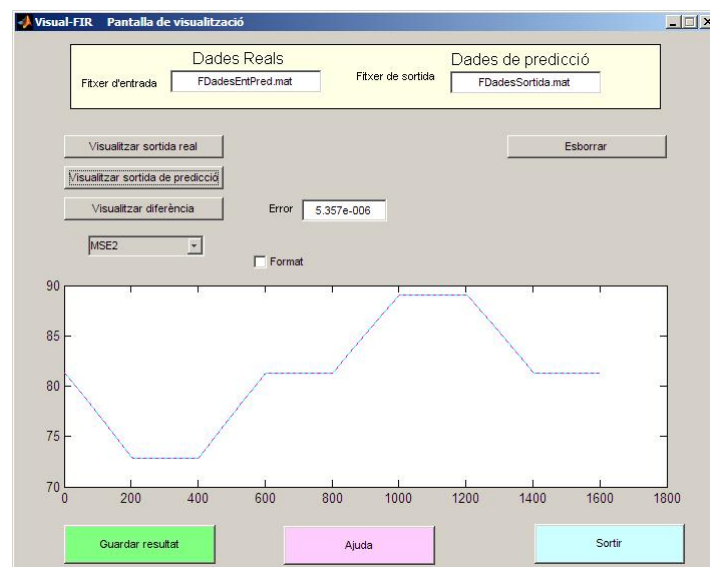 Visual-FIR Pantalla de visualització
Dades Reals
Dades de predicció
Fitxer d'entrada
FDadesEntPred.mat
Fitxer de sortida
FDadesSortida.mat
Visualitzar sortida real
Esborrar
Visualitzar sortida de predicció
Visualitzar diferència
Error
5.357e-006
MSE2
Format
90
85
80
75
70
0 200 400 600 800 1000 1200 1400 1600 1800
Guardar resultat
Ajuda
Sortir